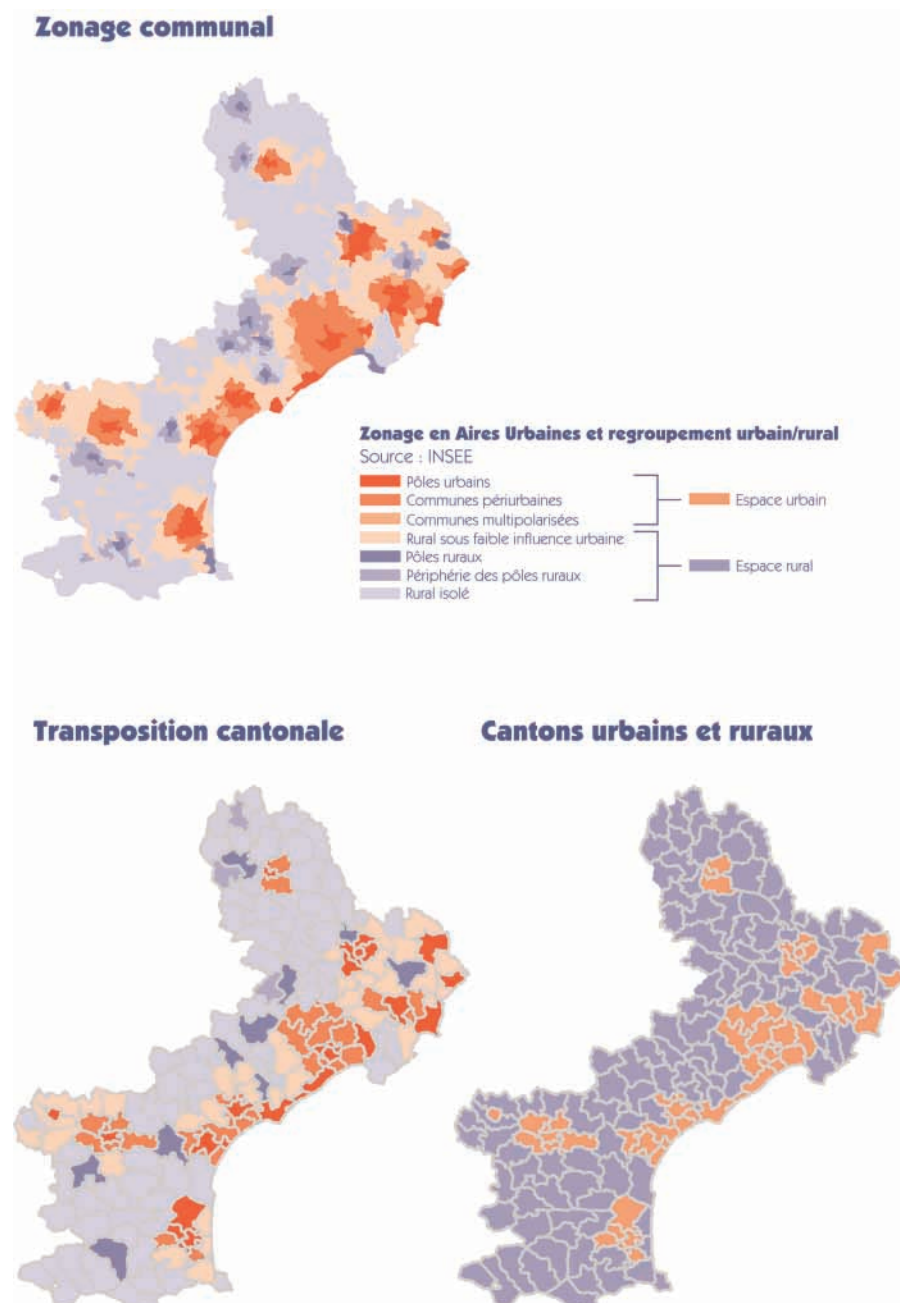 Zonage communal
Zonage en Aires Urbaines et regroupement urbain/rural
Source : INSEE
Pôles urbains
Communes périurbaines
Espace urbain
Communes multipolarisées
Rural sous faible influence urbaine
Pôles ruraux
Espace rural
Périphérie des pôles ruraux
Rural isolé
Transposition cantonale
Cantons urbains et ruraux